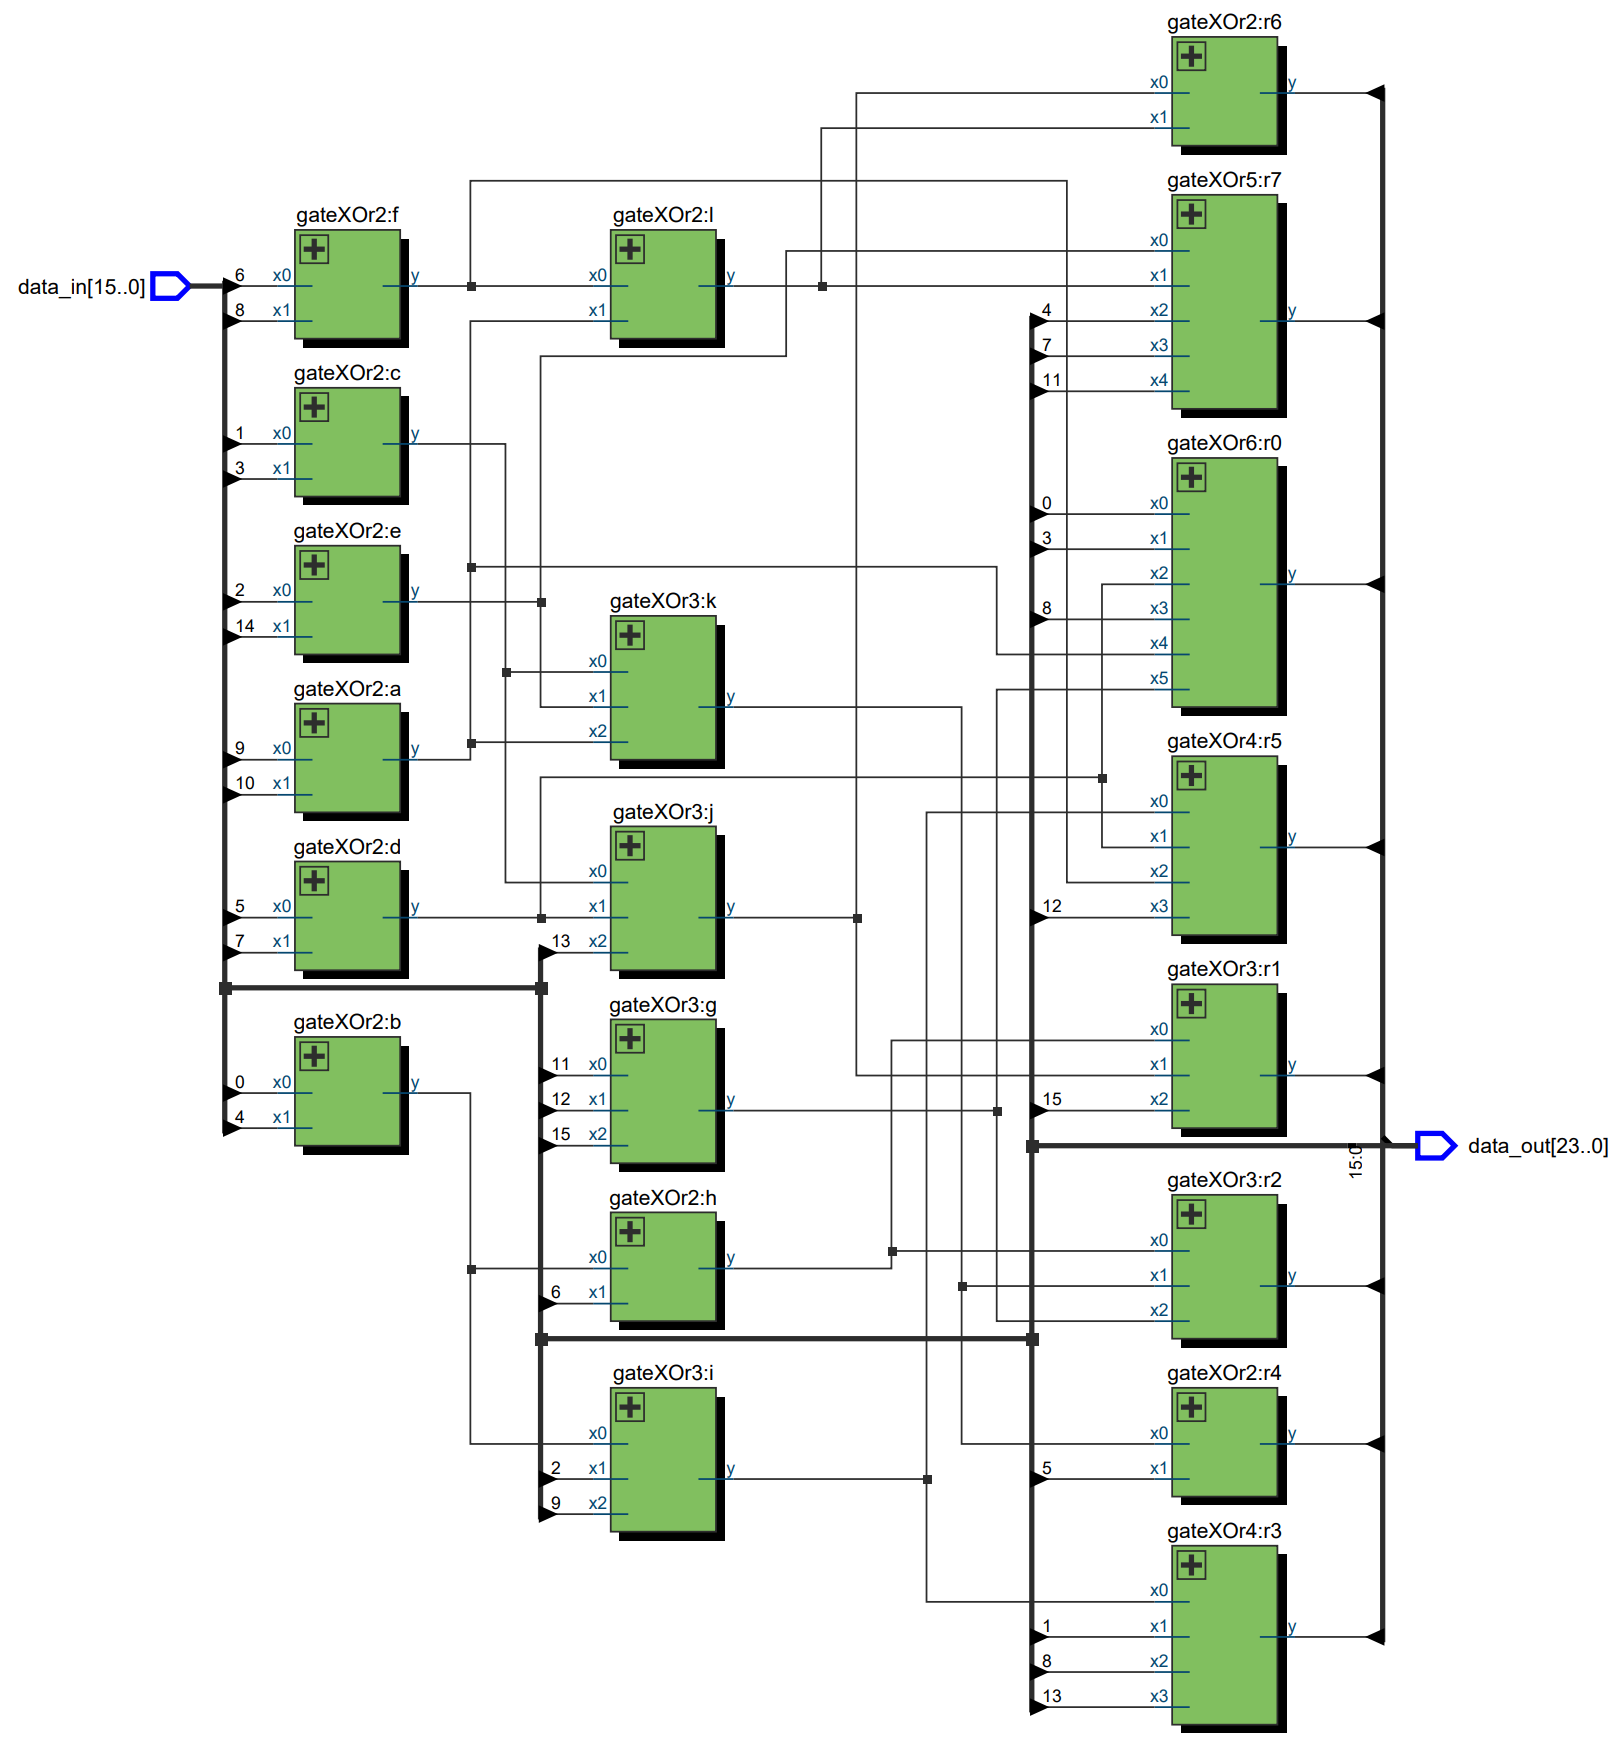 data_in[15..0]
gateXOr2:f
6 x0 y
8 x1
gateXOr2:c
1 x0 y
3 x1
gateXOr2:e
2 x0 y
14 x1
gateXOr2:a
9 x0 y
10 x1
gateXOr2:d
5 x0 y
7 x1
gateXOr2:b
0 x0 y
4 x1
gateXOr2:l
x0 y
x1
gateXOr3:k
x0
x1 y
x2
gateXOr3:j
x0
x1 y
13 x2
gateXOr3:g
11 x0
12 x1 y
15 x2
gateXOr2:h
x0 y
6 x1
gateXOr3:i
x0
2 x1 y
9 x2
gateXOr2:r6
x0 y
x1
gateXOr5:r7
x0
x1
4 x2 y
7 x3
11 x4
gateXOr6:r0
0 x0
3 x1
x2 y
8 x3
x4
x5
gateXOr4:r5
x0
x1 y
x2
12 x3
gateXOr3:r1
x0
x1 y
15 x2
15:0
data_out[23..0]
gateXOr3:r2
x0
x1 y
x2
gateXOr2:r4
x0 y
5 x1
gateXOr4:r3
x0
1 x1 y
8 x2
13 x3